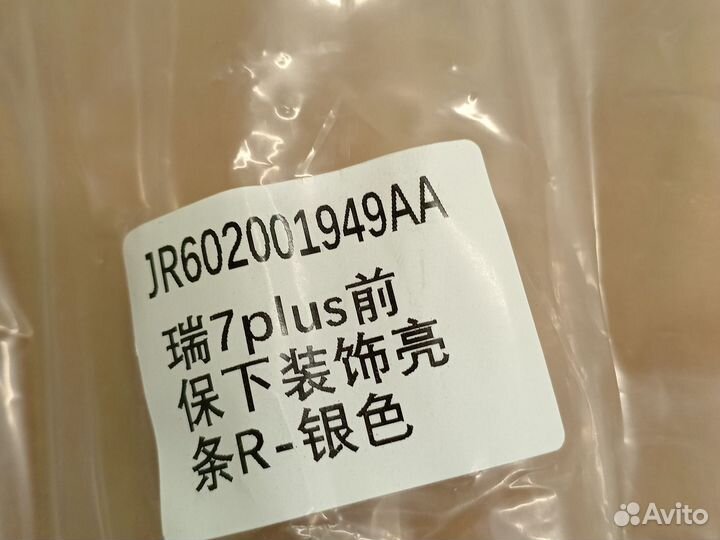 JR602001949AA
瑞7plus前
保下装饰亮
条R-银色
Avito